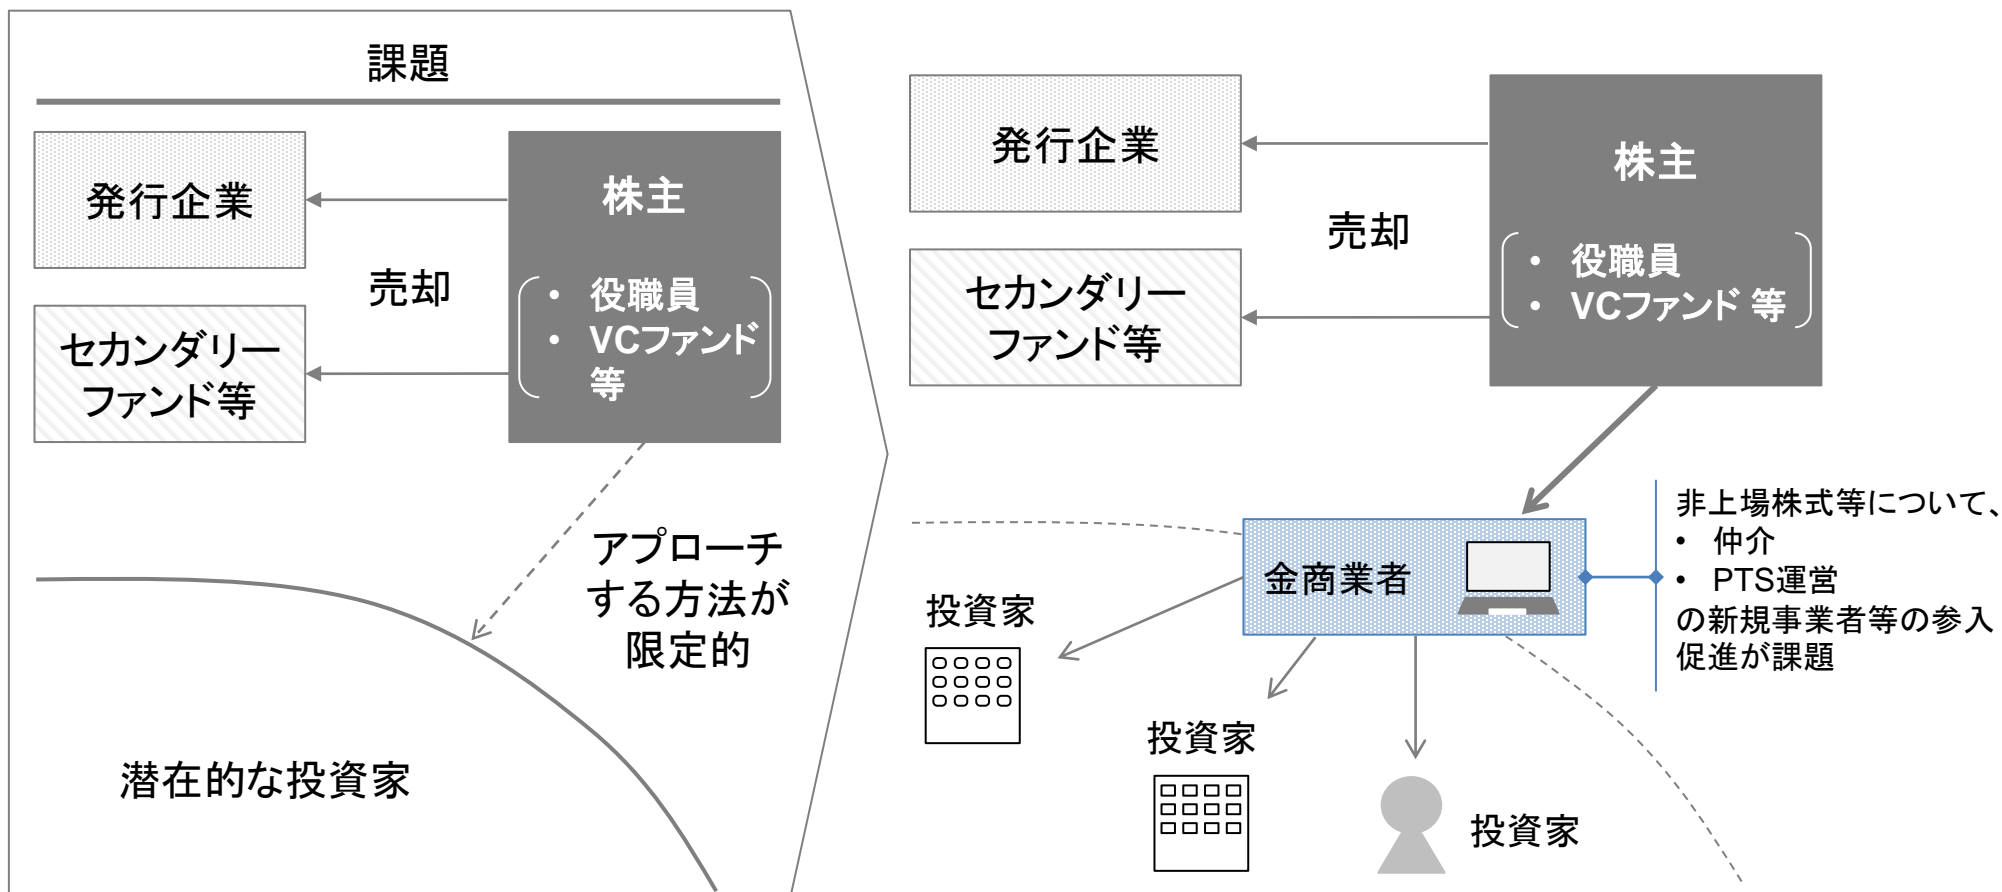 課題
発行企業
株主
売却
• 役職員
• VCファンド
等
セカンダリー
ファンド等
アプローチ
する方法が
限定的
潜在的な投資家
発行企業
株主
売却
• 役職員
• VCファンド 等
セカンダリー
ファンド等
金商業者
非上場株式等について、
• 仲介
• PTS運営
の新規事業者等の参入
促進が課題
投資家
投資家
投資家